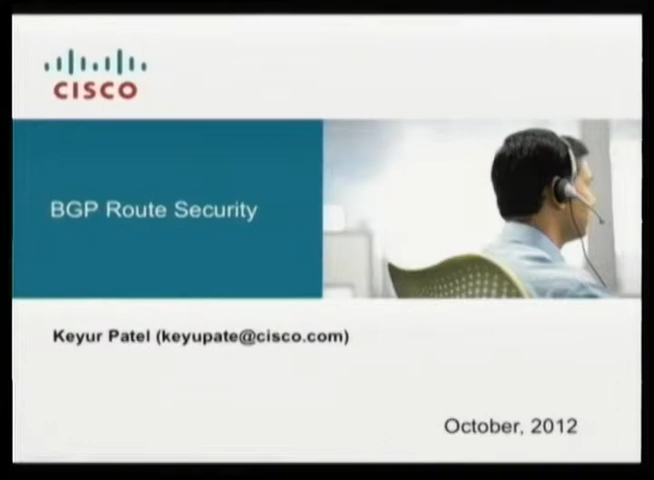 CISCO
BGP Route Security
Keyur Patel (keyupate@cisco.com)
October, 2012